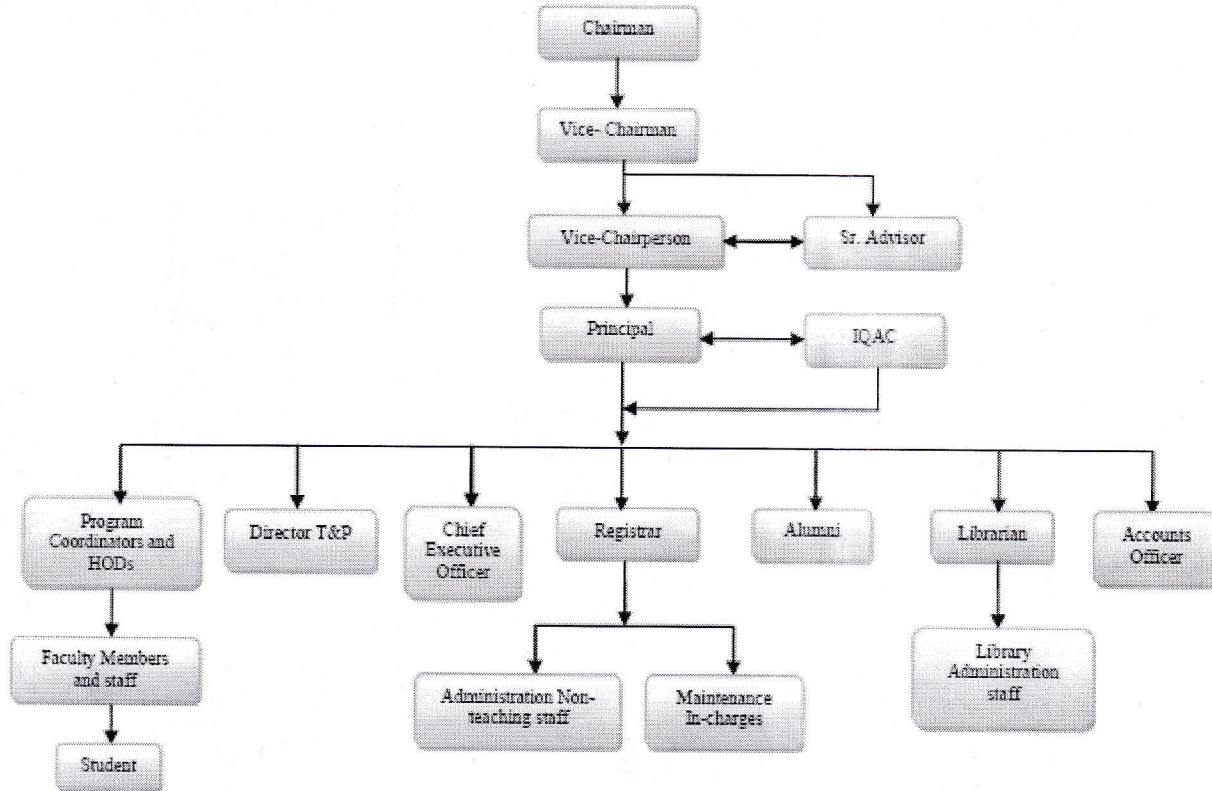 Chairman
Vice- Chairman
Vice-Chairperson
Sr. Advisor
Principal
IQAC
Program
Coordinators and
HODs
Director T&P
Chief
Executive
Officer
Registrar
Alumni
Librarian
Accounts
Officer
Faculty Members
and staff
Administration Non-
teaching staff
Maintenance
In-charges
Library
Administration
staff
Student